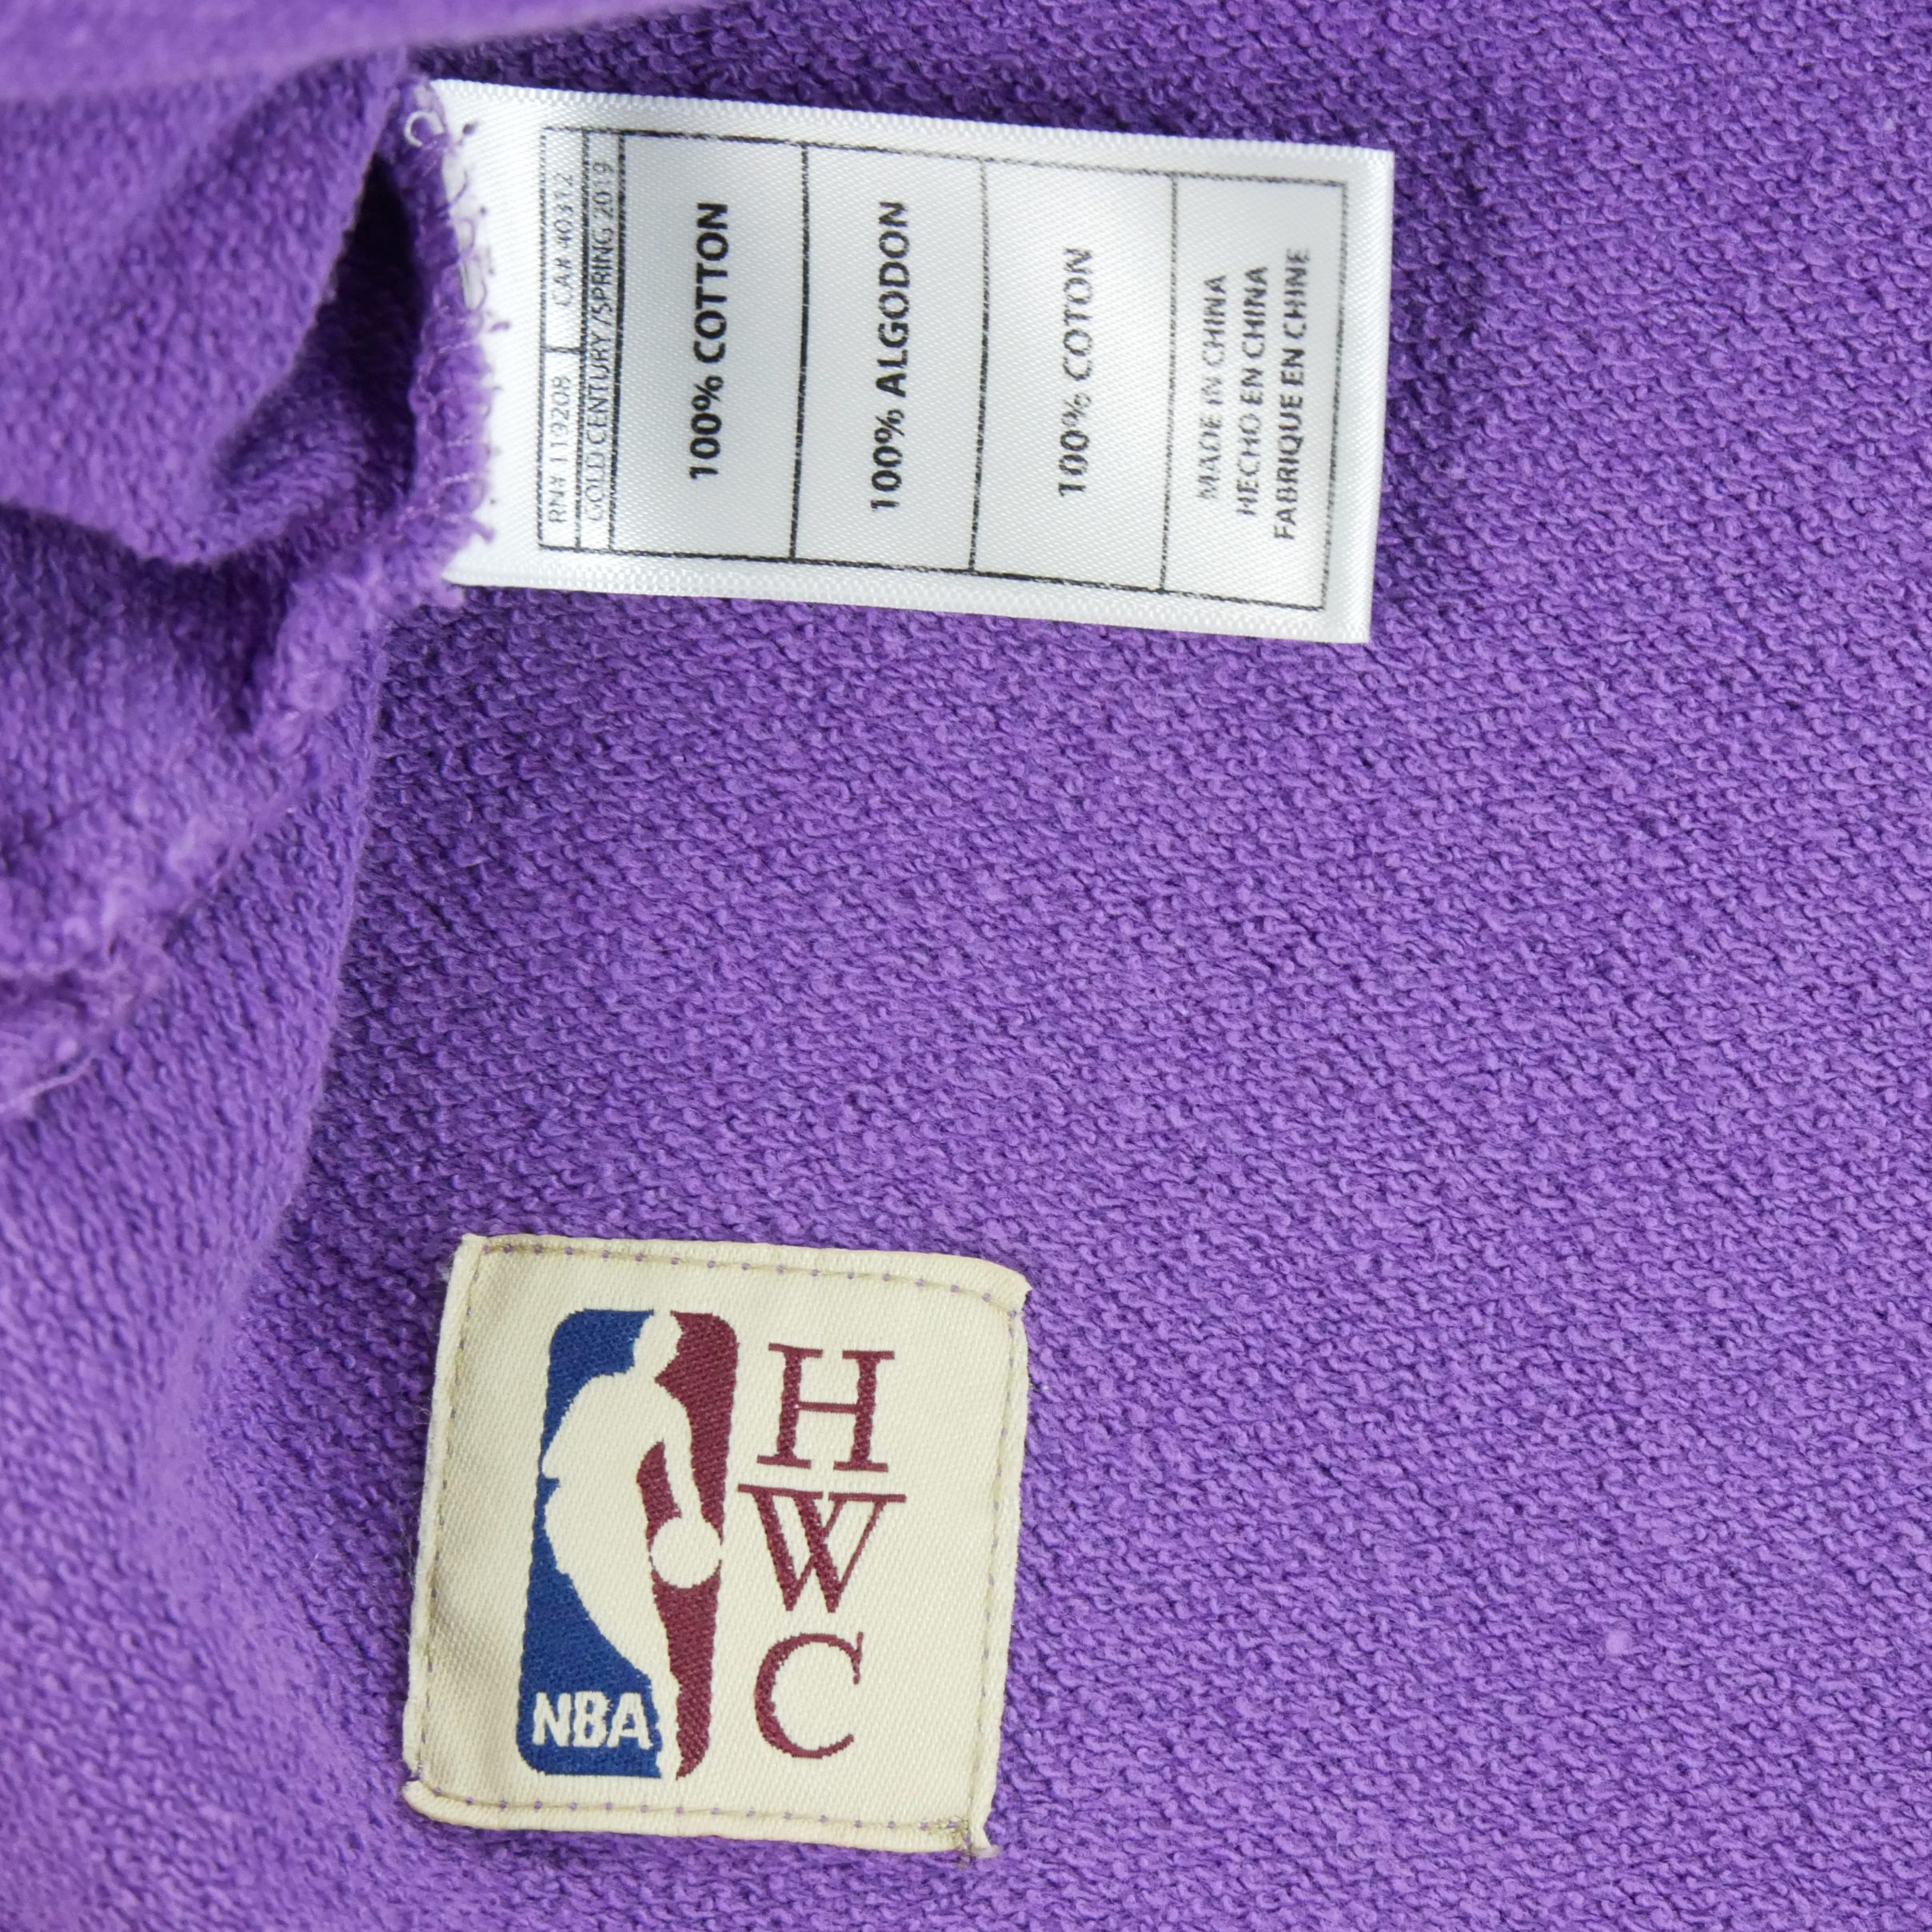 RN# 119208 CA# 40312
GOLD CENTURY/SPRING 2019
100% COTTON
100% ALGODON
100% COTON
MADE IN CHINA
HECHO EN CHINA
FABRIQUE EN CHINE
NBA
H
W
C